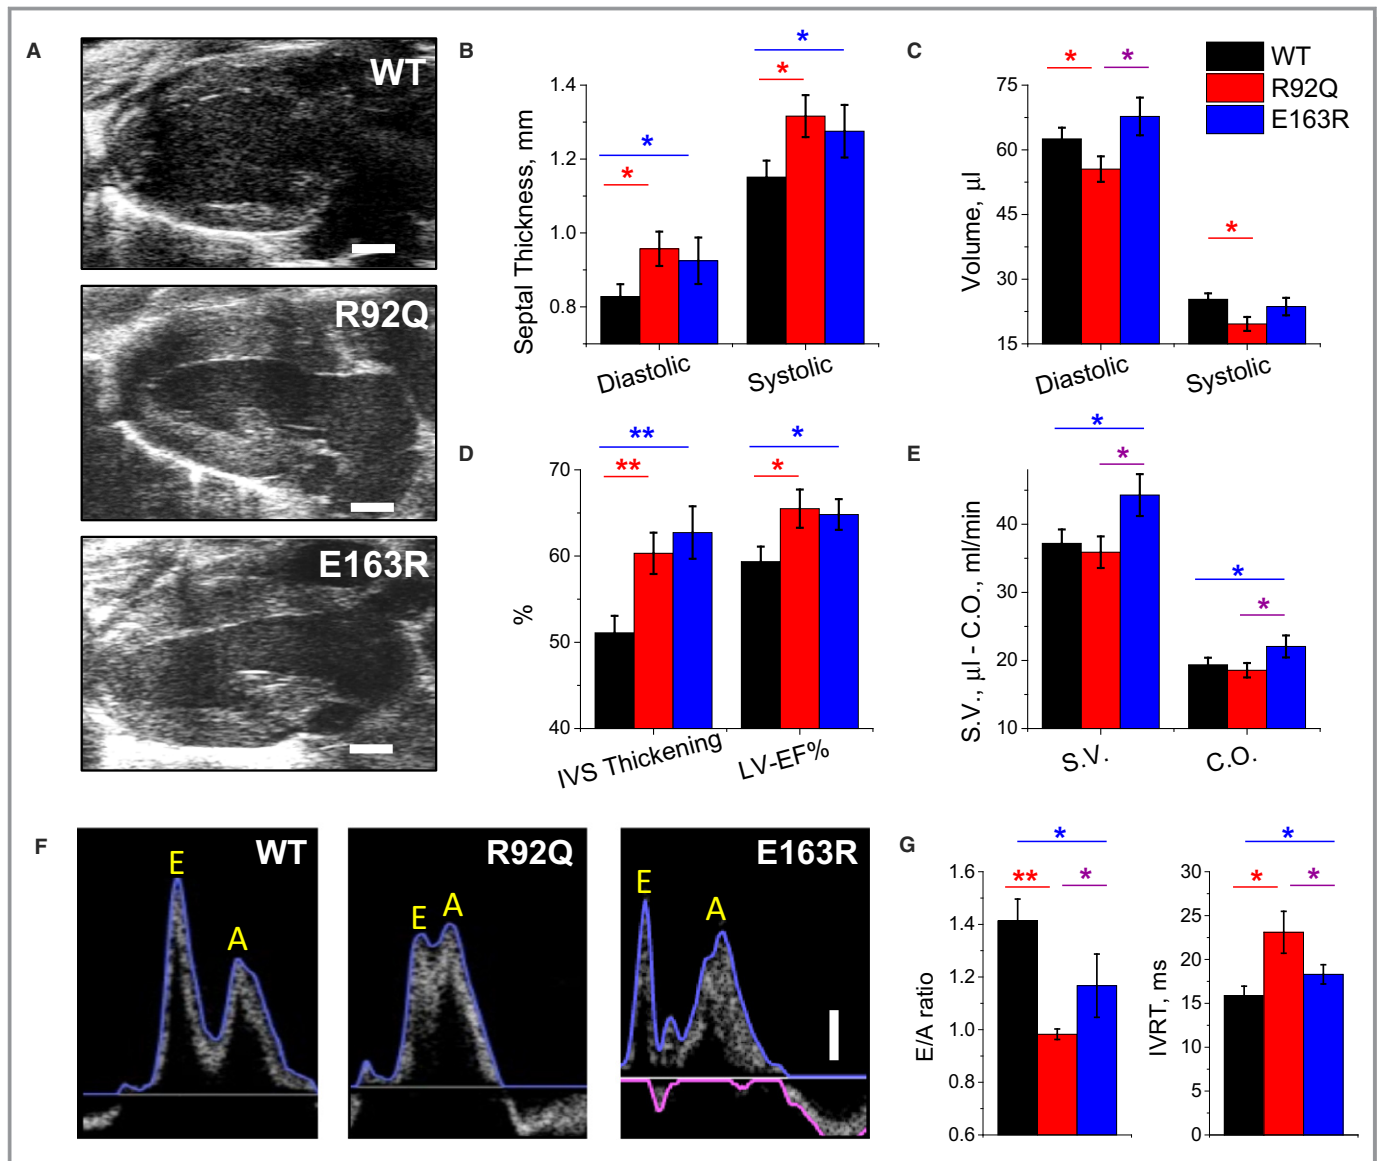 A
WT
R92Q
E163R
B
Septal Thickness, mm
1.4
1.2
1.0
0.8
*
*
*
*
Diastolic
Systolic
C
Volume, µl
75
60
45
30
15
*
*
*
Diastolic
Systolic
WT
R92Q
E163R
D
%
70
60
50
40
**
**
*
*
IVS Thickening
LV-EF%
E
S.V., µl - C.O., ml/min
40
30
20
10
*
*
*
*
S.V.
C.O.
F
WT
E
A
R92Q
E
A
E163R
E
A
G
E/A ratio
1.6
1.4
1.2
1.0
0.8
0.6
*
**
*
IVRT, ms
30
25
20
15
10
5
0
*
*
*